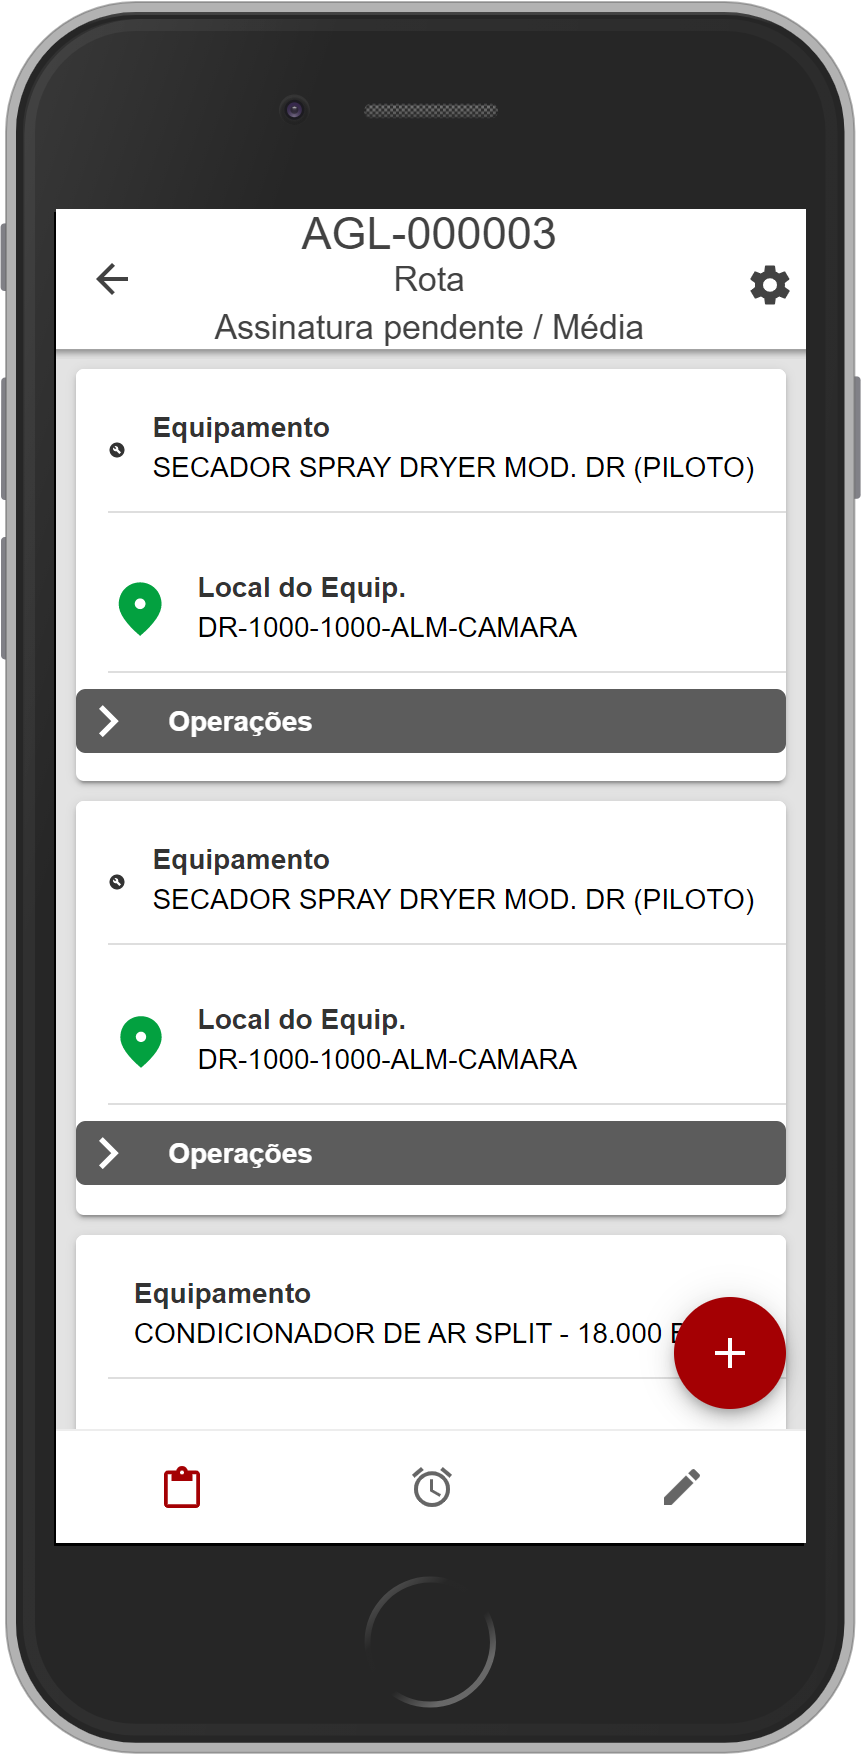 AGL-000003
Rota
Assinatura pendente / Média
Equipamento
SECADOR SPRAY DRYER MOD. DR (PILOTO)
Local do Equip.
DR-1000-1000-ALM-CAMARA
Operações
Equipamento
SECADOR SPRAY DRYER MOD. DR (PILOTO)
Local do Equip.
DR-1000-1000-ALM-CAMARA
Operações
Equipamento
CONDICIONADOR DE AR SPLIT - 18.000